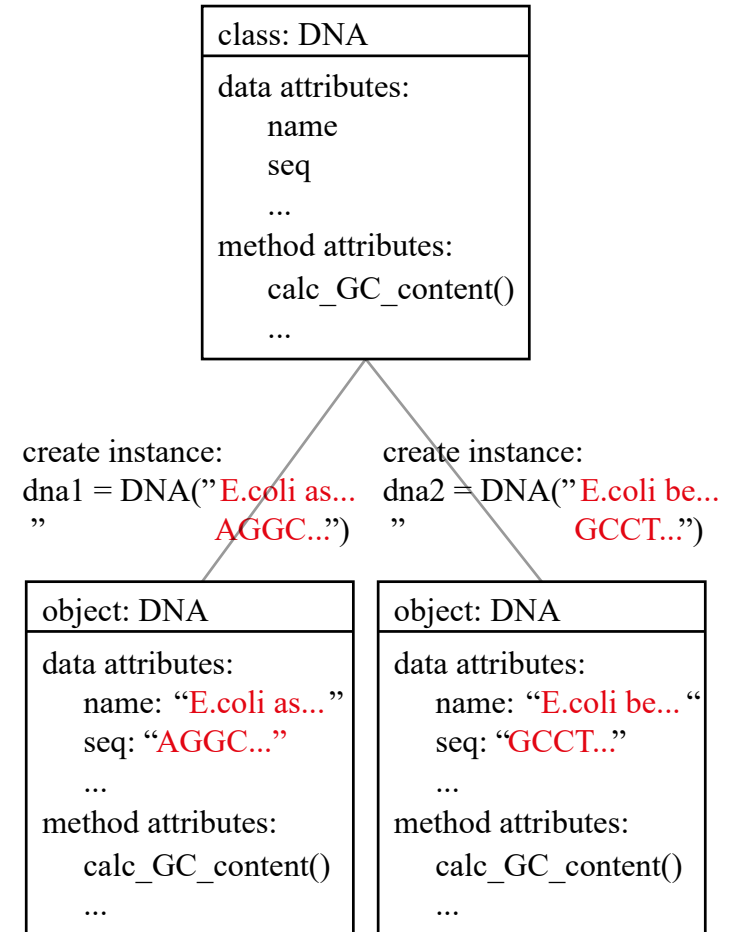 class: DNA
data attributes:
name
seq
...
method attributes:
calc_GC_content()
...
create instance:
dna1 = DNA(”E.coli as...
” AGGC...”)
create instance:
dna2 = DNA(”E.coli be...
” GCCT...”)
object: DNA
data attributes:
name: “E.coli as...”
seq: “AGGC...”
...
method attributes:
calc_GC_content()
...
object: DNA
data attributes:
name: “E.coli be... “
seq: “GCCT...”
...
method attributes:
calc_GC_content()
...